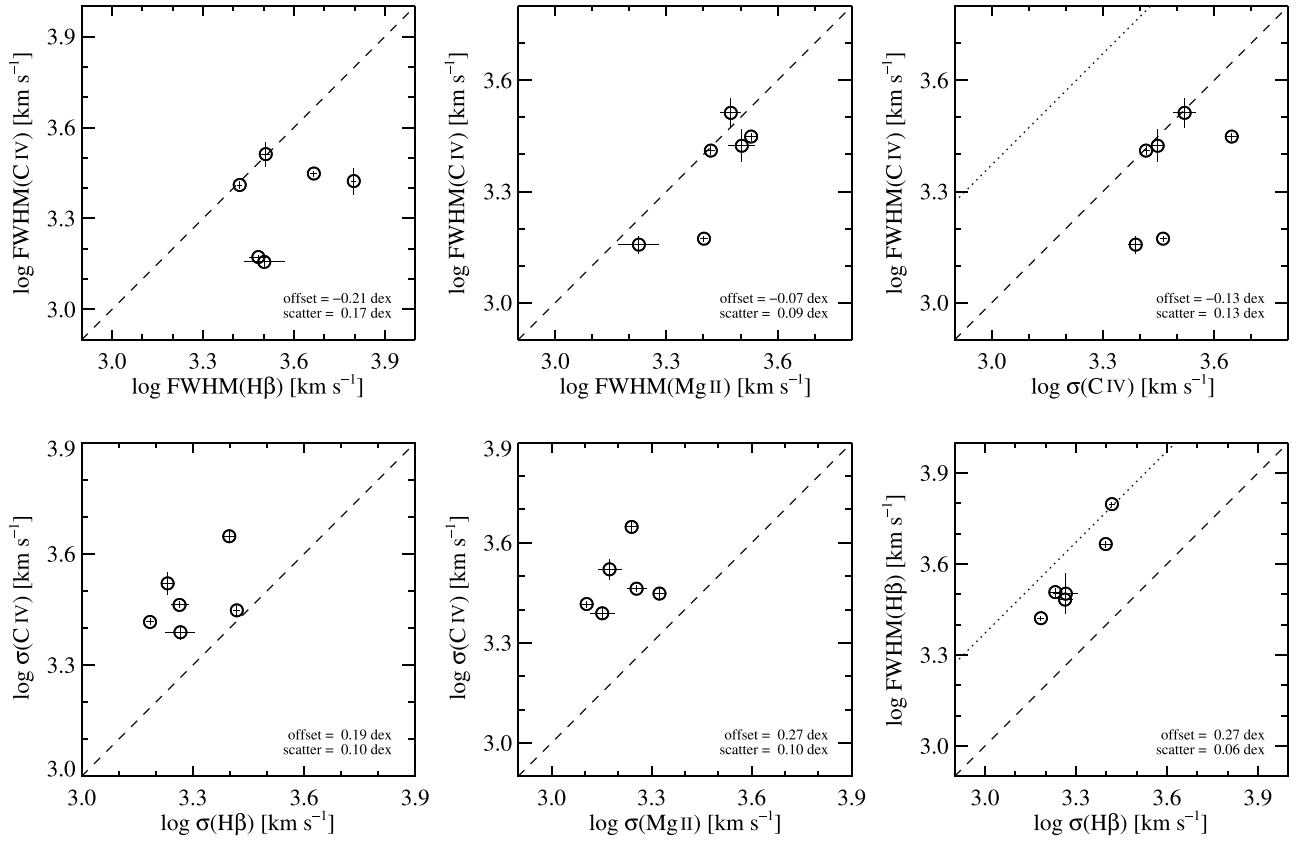 3.9
3.6
3.3
3.0
log FWHM(C IV) [km s−1]
offset = −0.21 dex
scatter = 0.17 dex
3.0 3.3 3.6 3.9
log FWHM(Hβ) [km s−1]
3.6
3.3
3.0
log FWHM(C IV) [km s−1]
offset = −0.07 dex
scatter = 0.09 dex
3.0 3.3 3.6
log FWHM(Mg II) [km s−1]
3.6
3.3
3.0
log FWHM(C IV) [km s−1]
offset = −0.13 dex
scatter = 0.13 dex
3.0 3.3 3.6
log σ(C IV) [km s−1]
3.9
3.6
3.3
3.0
log σ(C IV) [km s−1]
offset = 0.19 dex
scatter = 0.10 dex
3.0 3.3 3.6 3.9
log σ(Hβ) [km s−1]
3.9
3.6
3.3
3.0
log σ(C IV) [km s−1]
offset = 0.27 dex
scatter = 0.10 dex
3.0 3.3 3.6 3.9
log σ(Mg II) [km s−1]
3.9
3.6
3.3
3.0
log FWHM(Hβ) [km s−1]
offset = 0.27 dex
scatter = 0.06 dex
3.0 3.3 3.6 3.9
log σ(Hβ) [km s−1]